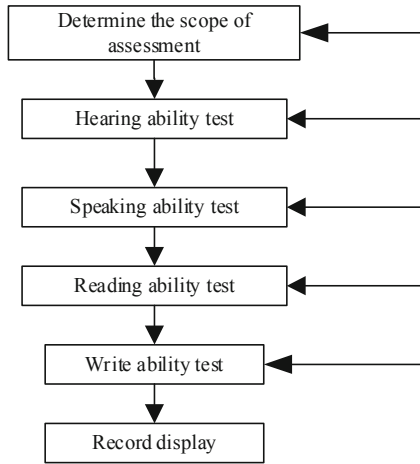 Determine the scope of
assessment
Hearing ability test
Speaking ability test
Reading ability test
Write ability test
Record display